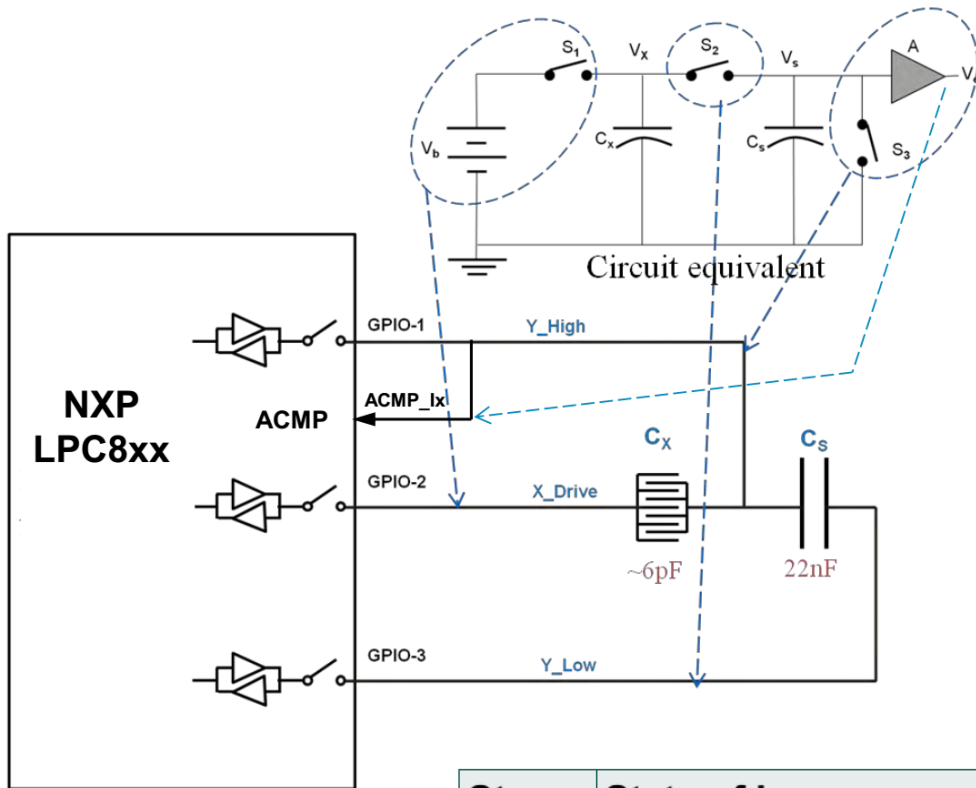 S1
Vx
S2
Vs
A
Vb
Cx
Cs
S3
Circuit equivalent
GPIO-1
Y_High
NXP
LPC8xx
ACMP
ACMP_Ix
CX
CS
GPIO-2
X_Drive
~6pF
22nF
GPIO-3
Y_Low